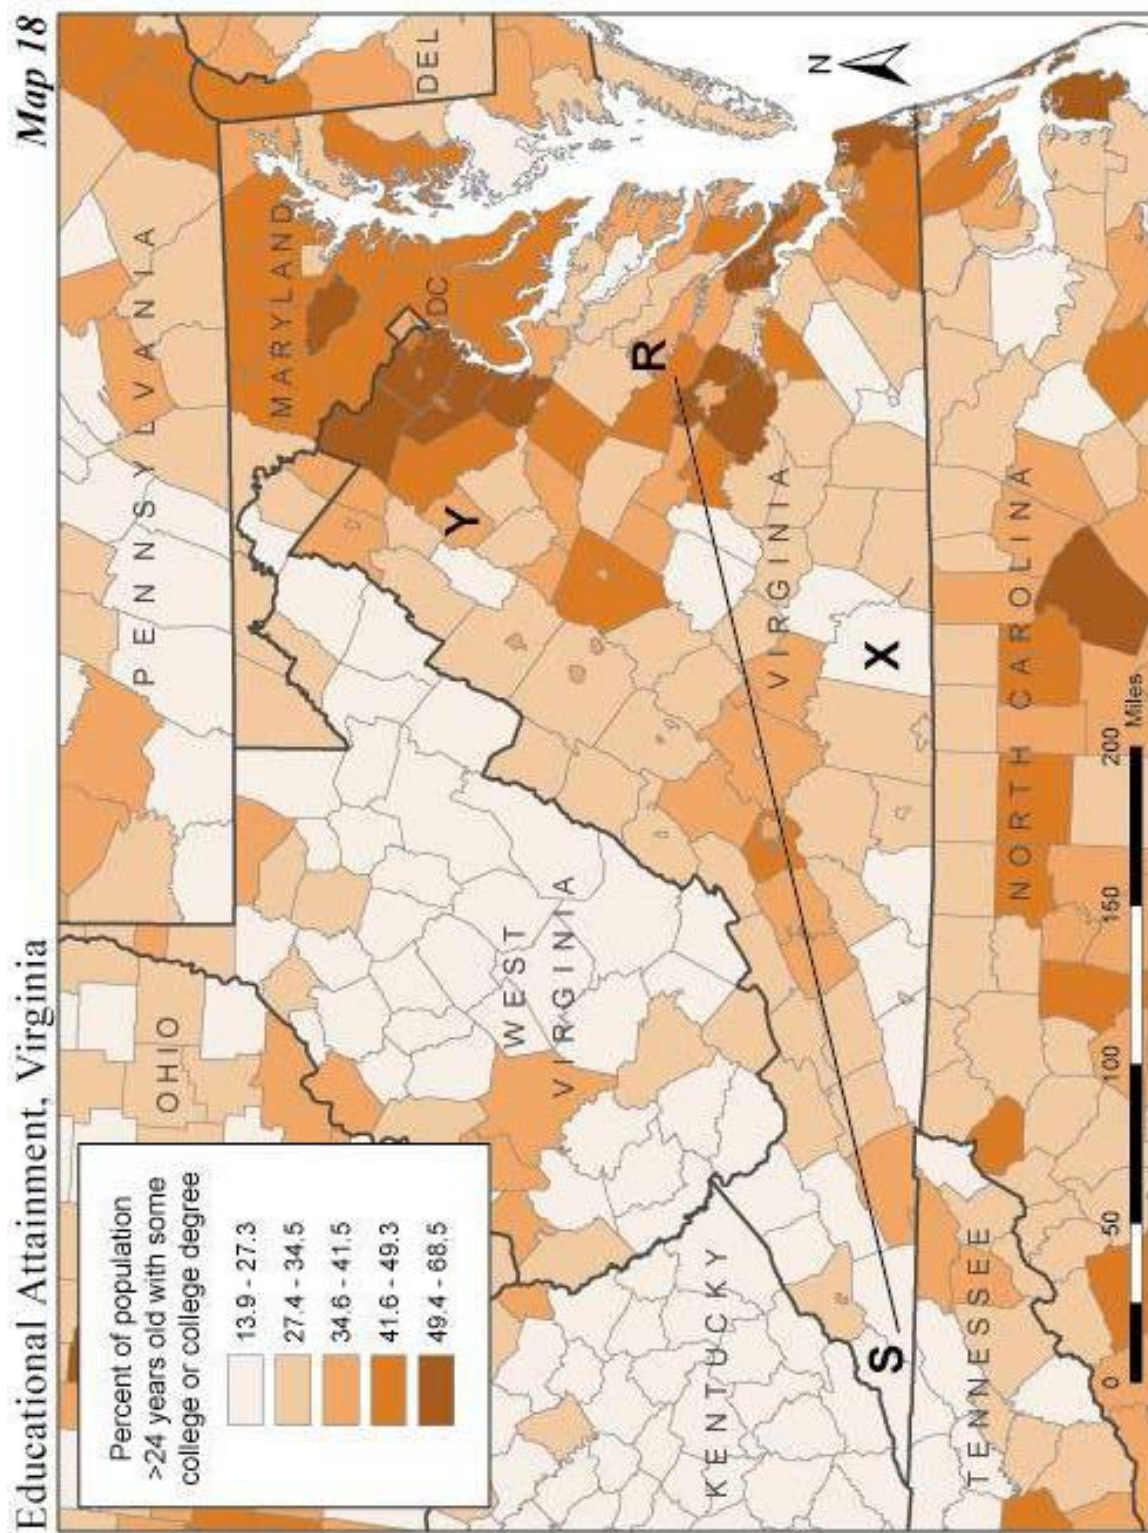 Educational Attainment, Virginia
Map 18
Percent of population
>24 years old with some
college or college degree
13.9 - 27.3
27.4 - 34.5
34.6 - 41.5
41.6 - 49.3
49.4 - 68.5
OHIO
PENNSYLVANIA
MARYLAND
DEL
DC
WEST
VIRGINIA
KENTUCKY
VIRGINIA
TENNESSEE
NORTH CAROLINA
Y
R
X
S
N
0 50 100 150 200
Miles